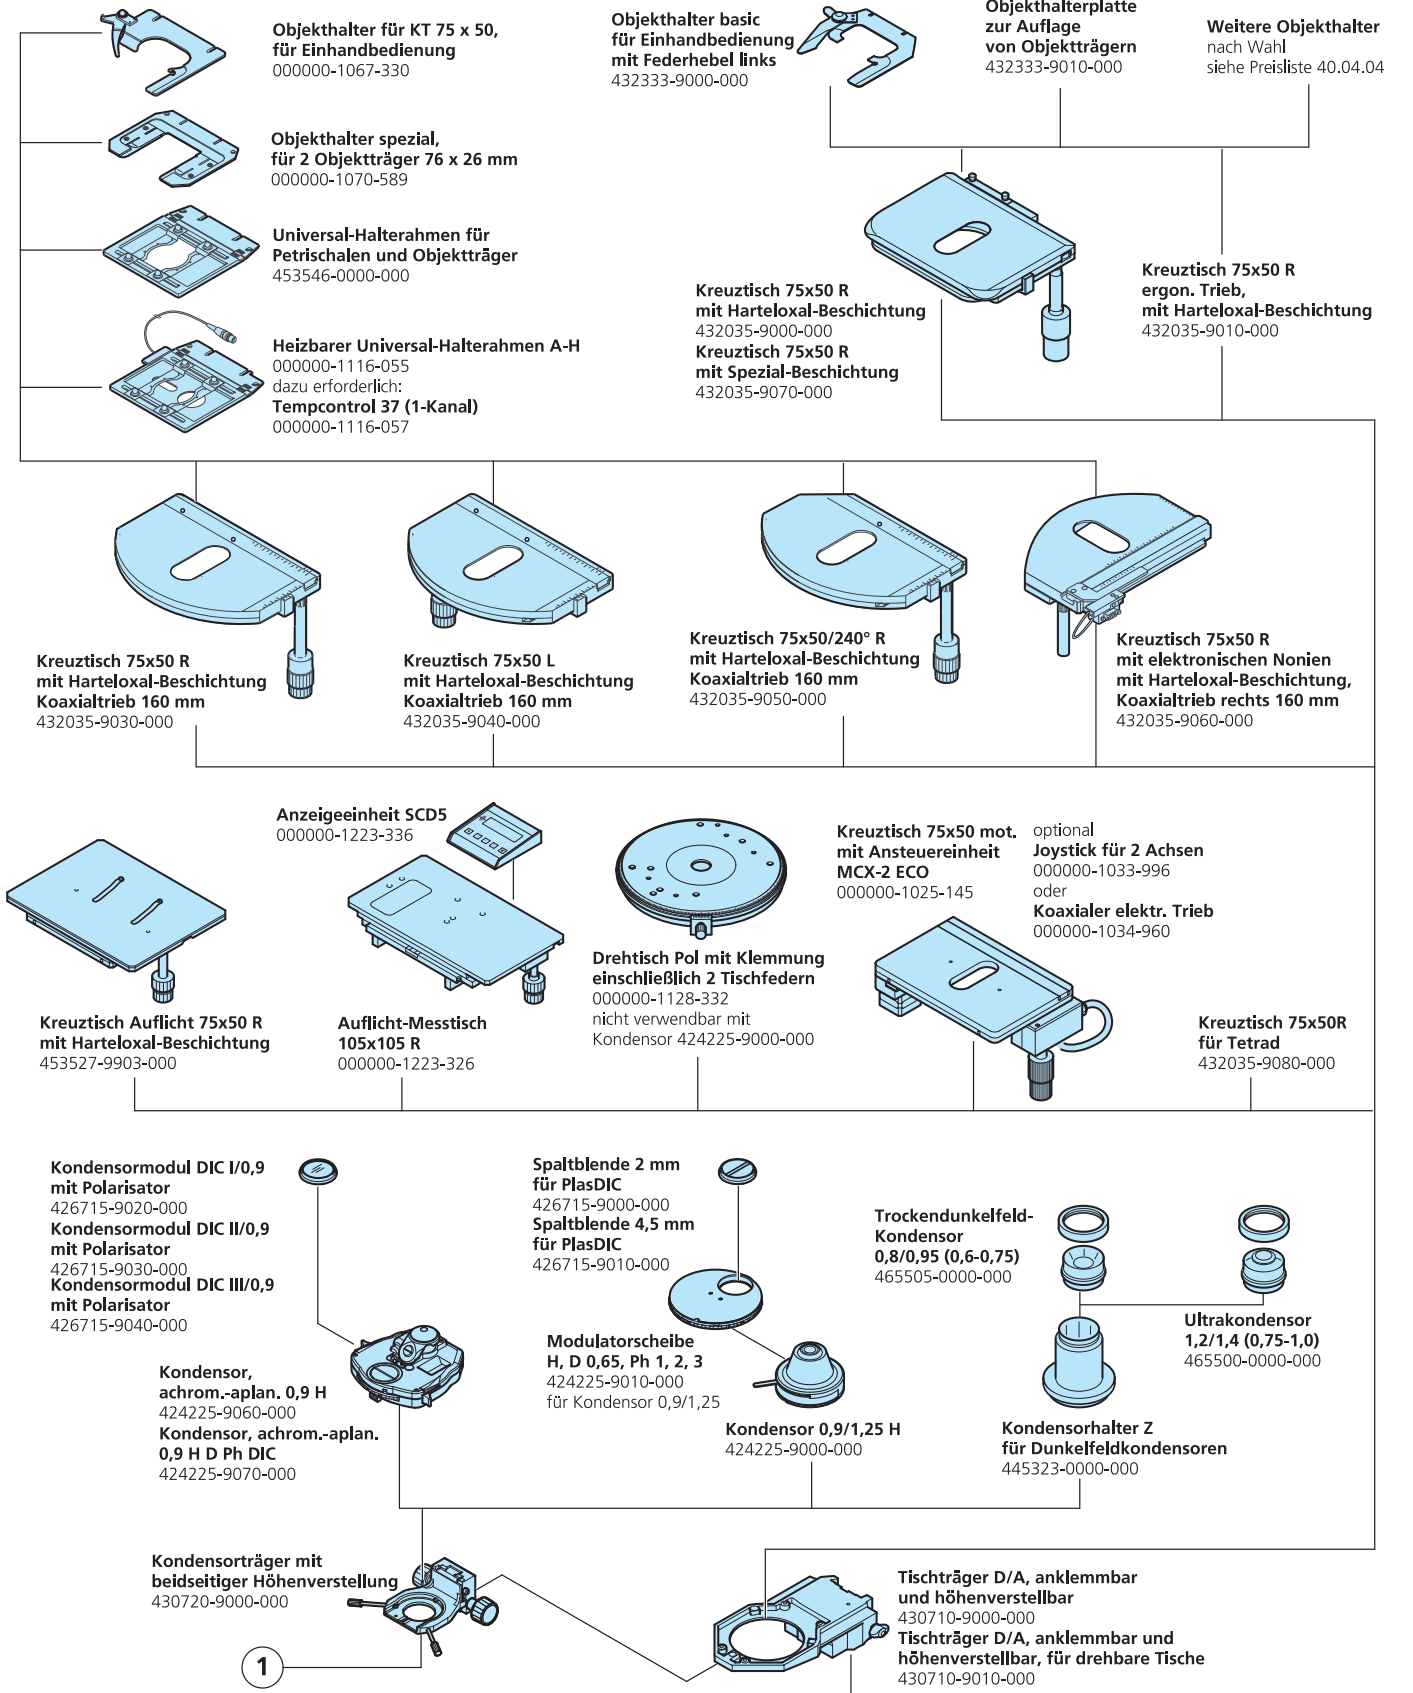 Objekthalter für KT 75 x 50,
für Einhandbedienung
000000-1067-330
Objekthalter basic
für Einhandbedienung
mit Federhebel links
432333-9000-000
Objekthalterplatte
zur Auflage
von Objektträgern
432333-9010-000
Weitere Objekthalter
nach Wahl
siehe Preisliste 40.04.04
Objekthalter spezial,
für 2 Objektträger 76 x 26 mm
000000-1070-589
Universal-Halterahmen für
Petrischalen und Objektträger
453546-0000-000
Heizbarer Universal-Halterahmen A-H
000000-1116-055
dazu erforderlich:
Tempcontrol 37 (1-Kanal)
000000-1116-057
Kreuztisch 75x50 R
mit Harteloxal-Beschichtung
432035-9000-000
Kreuztisch 75x50 R
mit Spezial-Beschichtung
432035-9070-000
Kreuztisch 75x50 R
ergon. Trieb,
mit Harteloxal-Beschichtung
432035-9010-000
Kreuztisch 75x50 R
mit Harteloxal-Beschichtung
Koaxialtrieb 160 mm
432035-9030-000
Kreuztisch 75x50 L
mit Harteloxal-Beschichtung
Koaxialtrieb 160 mm
432035-9040-000
Kreuztisch 75x50/240° R
mit Harteloxal-Beschichtung
Koaxialtrieb 160 mm
432035-9050-000
Kreuztisch 75x50 R
mit elektronischen Nonien
mit Harteloxal-Beschichtung,
Koaxialtrieb rechts 160 mm
432035-9060-000
Anzeigeeinheit SCD5
000000-1223-336
Kreuztisch 75x50 mot.
mit Ansteuereinheit
MCX-2 ECO
000000-1025-145
optional
Joystick für 2 Achsen
000000-1033-996
oder
Koaxialer elektr. Trieb
000000-1034-960
Kreuztisch Auflicht 75x50 R
mit Harteloxal-Beschichtung
453527-9903-000
Auflicht-Messtisch
105x105 R
000000-1223-326
Drehtisch Pol mit Klemmung
einschließlich 2 Tischfedern
000000-1128-332
nicht verwendbar mit
Kondensor 424225-9000-000
Kreuztisch 75x50R
für Tetrad
432035-9080-000
Kondensormodul DIC I/0,9
mit Polarisator
426715-9020-000
Kondensormodul DIC II/0,9
mit Polarisator
426715-9030-000
Kondensormodul DIC III/0,9
mit Polarisator
426715-9040-000
Spaltblende 2 mm
für PlasDIC
426715-9000-000
Spaltblende 4,5 mm
für PlasDIC
426715-9010-000
Trockendunkelfeld-
Kondensor
0,8/0,95 (0,6-0,75)
465505-0000-000
Ultrakondensor
1,2/1,4 (0,75-1,0)
465500-0000-000
Modulatorscheibe
H, D 0,65, Ph 1, 2, 3
424225-9010-000
für Kondensor 0,9/1,25
Kondensor,
achrom.-aplan. 0,9 H
424225-9060-000
Kondensor, achrom.-aplan.
0,9 H D Ph DIC
424225-9070-000
Kondensor 0,9/1,25 H
424225-9000-000
Kondensorhalter Z
für Dunkelfeldkondensoren
445323-0000-000
Kondensorträger mit
beidseitiger Höhenverstellung
430720-9000-000
Tischträger D/A, anklemmbar
und höhenverstellbar
430710-9000-000
Tischträger D/A, anklemmbar und
höhenverstellbar, für drehbare Tische
430710-9010-000
1